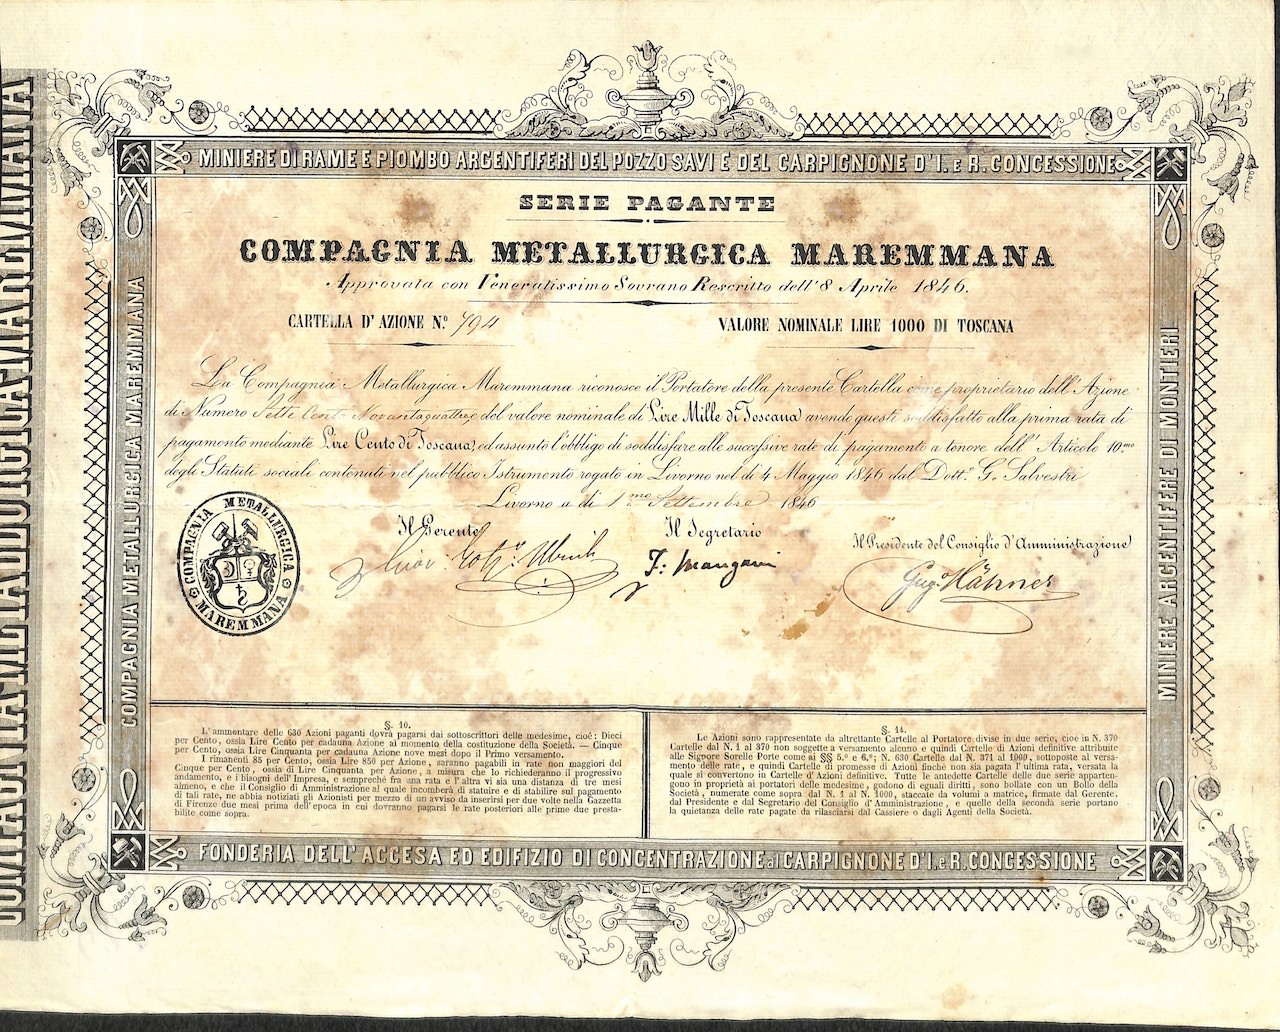 MINIERE DI RAME E PIOMBO ARGENTIFERI DEL POZZO SAVI E DEL CARPIGNONE D'I. E R. CONCESSIONE
SERIE PAGANTE
COMPAGNIA METALLURGICA MAREMMANA
Approvata con Veneratissimo Sovrano Rescritto dell' 8 Aprile 1846.
CARTELLA D'AZIONE N.º 794
VALORE NOMINALE LIRE 1000 DI TOSCANA
La Compagnia Metallurgica Maremmana riconosce il Portatore della presente Cartella come proprietario dell'Azione
di Numero Sette Cento Novantaquattro del valore nominale di Lire Mille di Toscana avendo questi soddisfatto alla prima rata di
pagamento mediante Lire Cento di Toscana, ed assunto l'obbligo di soddisfare alle successive rate di pagamento a tenore dell' Articolo 10.mo
degli Statuti sociali contenuti nel pubblico Istrumento rogato in Livorno nel dì 4 Maggio 1846 dal Dott. G. Salvestri
Livorno a dì 1.mo Settembre 1846
Il Gerente
Il Segretario
Il Presidente del Consiglio d'Amministrazione
COMPAGNIA METALLURGICA
MAREMMANA
§. 10.
L'ammontare delle 630 Azioni paganti dovrà pagarsi dai sottoscrittori delle medesime, cioè: Dieci
per Cento, ossia Lire Cento per cadauna Azione al momento della costituzione della Società. — Cinque
per Cento, ossia Lire Cinquanta per cadauna Azione nove mesi dopo il Primo versamento.
I rimanenti 85 per Cento, ossia Lire 850 per Azione, saranno pagabili in rate non maggiori del
Cinque per Cento, ossia di Lire Cinquanta per Azione, a misura che lo richiederanno il progressivo
andamento, e i bisogni dell'Impresa, e sempreché fra una rata e l'altra vi sia una distanza di tre mesi
almeno, e che il Consiglio di Amministrazione al quale incomberà di statuire e di stabilire sul pagamento
di tali rate, ne abbia notiziati gli Azionisti per mezzo di un avviso da inserirsi per due volte nella Gazzetta
di Firenze due mesi prima dell'epoca in cui dovranno pagarsi le rate posteriori alle prime due presta-
bilite come sopra.
§. 14.
Le Azioni sono rappresentate da altrettante Cartelle al Portatore divise in due serie, cioè in N. 370
Cartelle dal N. 1 al 370 non soggette a versamento alcuno e quindi Cartelle di Azioni definitive attribuite
alle Signore Sorelle Porte come ai §§ 5.º e 6.º; N. 630 Cartelle dal N. 371 al 1000, sottoposte al versa-
mento delle rate, e quindi Cartelle di promesse di Azioni finchè non sia pagata l'ultima rata, versata la
quale si convertono in Cartelle d'Azioni definitive. Tutte le antedette Cartelle delle due serie apparten-
gono in proprietà ai portatori delle medesime, godono di eguali diritti, sono bollate con un Bollo della
Società, numerate come sopra dal N. 1 al N. 1000, staccate da volumi a matrice, firmate dal Gerente,
dal Presidente e dal Segretario del Consiglio d'Amministrazione, e quelle della seconda serie portano
la quietanza delle rate pagate da rilasciarsi dal Cassiere o dagli Agenti della Società.
FONDERIA DELL'ACCESA ED EDIFIZIO DI CONCENTRAZIONE al CARPIGNONE D'I. e R. CONCESSIONE
COMPAGNIA METALLURGICA MAREMMANA
MINIERE ARGENTIFERE DI MONTIERI